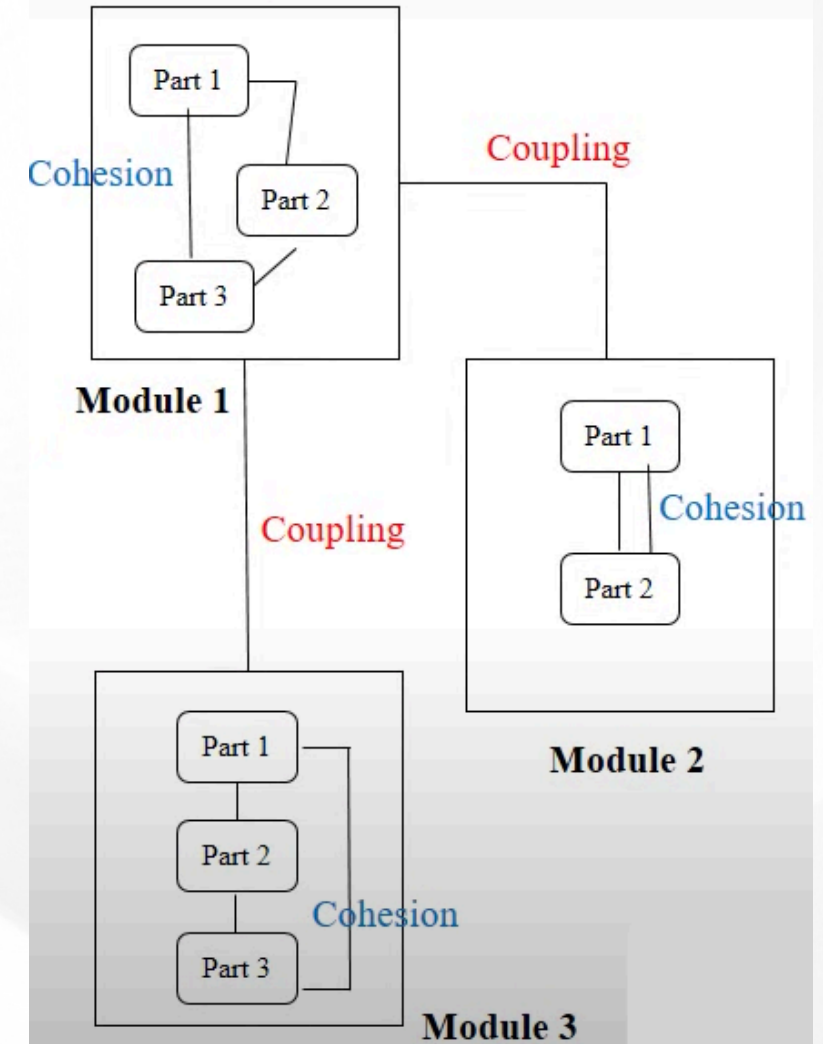 Part 1
Cohesion
Part 2
Part 3
Module 1
Coupling
Part 1
Cohesion
Part 2
Module 2
Coupling
Part 1
Part 2
Cohesion
Part 3
Module 3